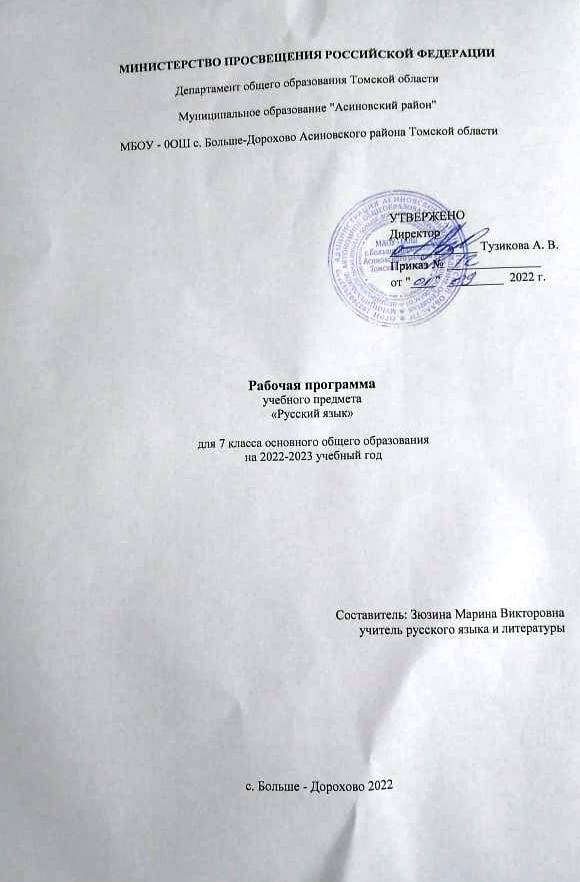 МИНИСТЕРСТВО ПРОСВЕЩЕНИЯ РОССИЙСКОЙ ФЕДЕРАЦИИ
Департамент общего образования Томской области
Муниципальное образование "Асиновский район"
МБОУ - 0ОШ с. Больше-Дорохово Асиновского района Томской области
УТВЕРЖЕНО
Директор
Тузикова А. В.
Приказ №
от "01" 09 2022 г.
Рабочая программа
учебного предмета
«Русский язык»
для 7 класса основного общего образования
на 2022-2023 учебный год
Составитель: Зюзина Марина Викторовна
учитель русского языка и литературы
с. Больше - Дорохово 2022